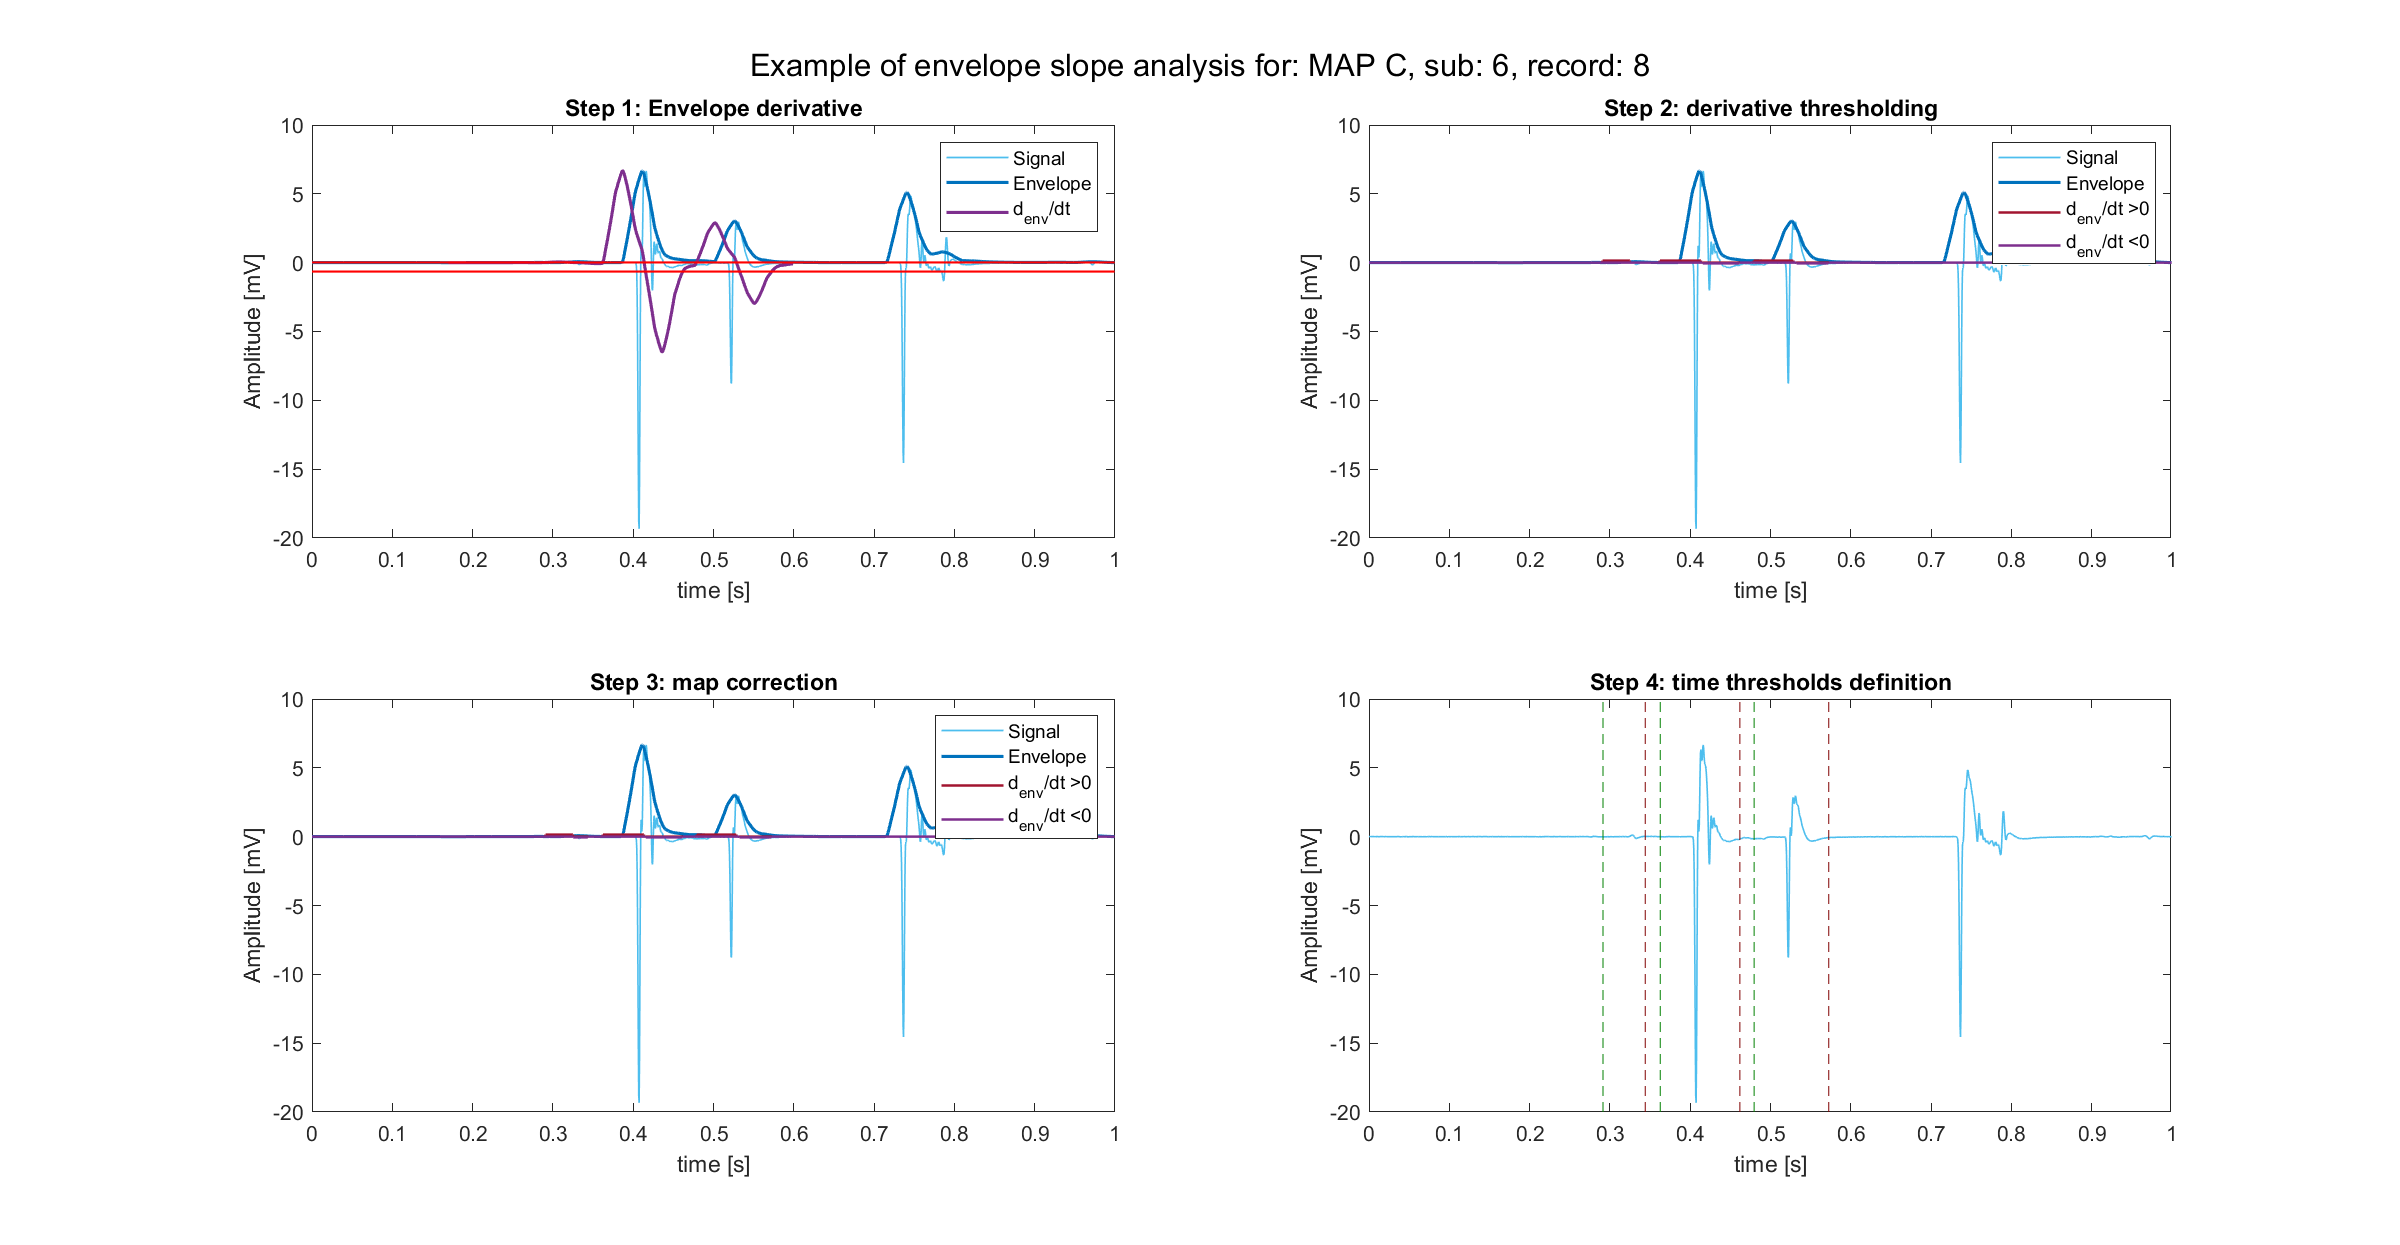 Example of envelope slope analysis for: MAP C, sub: 6, record: 8
Step 1: Envelope derivative
10
5
0
-5
-10
-15
-20
Amplitude [mV]
Signal
Envelope
d_env/dt
0 0.1 0.2 0.3 0.4 0.5 0.6 0.7 0.8 0.9 1
time [s]
Step 2: derivative thresholding
10
5
0
-5
-10
-15
-20
Amplitude [mV]
Signal
Envelope
d_env/dt >0
d_env/dt <0
0 0.1 0.2 0.3 0.4 0.5 0.6 0.7 0.8 0.9 1
time [s]
Step 3: map correction
10
5
0
-5
-10
-15
-20
Amplitude [mV]
Signal
Envelope
d_env/dt >0
d_env/dt <0
0 0.1 0.2 0.3 0.4 0.5 0.6 0.7 0.8 0.9 1
time [s]
Step 4: time thresholds definition
10
5
0
-5
-10
-15
-20
Amplitude [mV]
0 0.1 0.2 0.3 0.4 0.5 0.6 0.7 0.8 0.9 1
time [s]